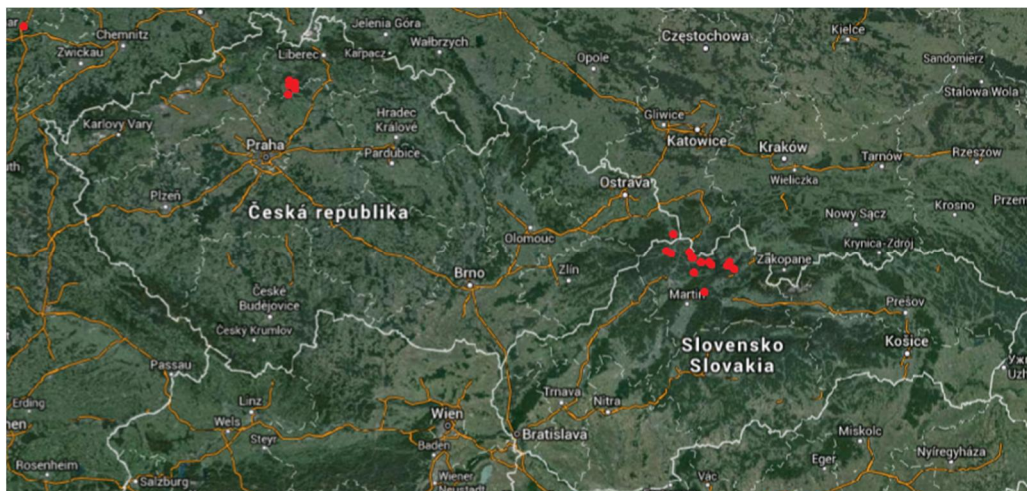 Jelenia Góra
Kielce
Chemnitz
Częstochowa
Wałbrzych
Zwickau
Liberec
Karpacz
Opole
Sandomierz
Stalowa Wola
Hradec
Králové
Gliwice
Karlovy Vary
Katowice
Praha
Kraków
Tarnów
Rzeszów
Pardubice
Wieliczka
Ostrava
Plzeň
Krosno
Česká republika
Nowy Sącz
Olomouc
Krynica-Zdrój
Zlín
Zakopane
Brno
České
Budějovice
Martin
Prešov
Český Krumlov
Košice
Slovensko
Slovakia
Passau
Trnava
Nitra
Erding
Linz
Wien
Wels
Bratislava
Steyr
Baden
Miskolc
Nyíregyháza
Eger
Rosenheim
Salzburg
Wiener
Neustadt
Vác